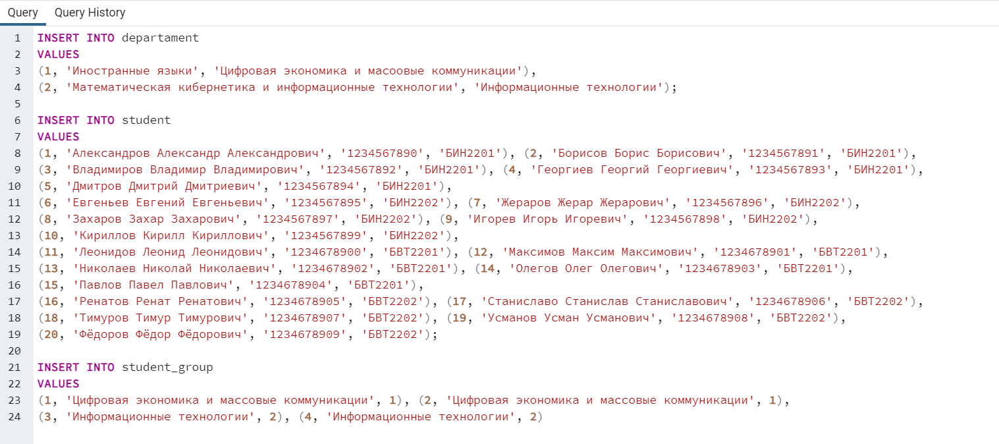 Query Query History
1 INSERT INTO departament
2 VALUES
3 (1, 'Иностранные языки', 'Цифровая экономика и масоовые коммуникации'),
4 (2, 'Математическая кибернетика и информационные технологии', 'Информационные технологии');
5
6 INSERT INTO student
7 VALUES
8 (1, 'Александров Александр Александрович', '1234567890', 'БИН2201'), (2, 'Борисов Борис Борисович', '1234567891', 'БИН2201'),
9 (3, 'Владимиров Владимир Владимирович', '1234567892', 'БИН2201'), (4, 'Георгиев Георгий Георгиевич', '1234567893', 'БИН2201'),
10 (5, 'Дмитров Дмитрий Дмитриевич', '1234567894', 'БИН2201'),
11 (6, 'Евгеньев Евгений Евгеньевич', '1234567895', 'БИН2202'), (7, 'Жераров Жерар Жерарович', '1234567896', 'БИН2202'),
12 (8, 'Захаров Захар Захарович', '1234567897', 'БИН2202'), (9, 'Игорев Игорь Игоревич', '1234567898', 'БИН2202'),
13 (10, 'Кириллов Кирилл Кириллович', '1234567899', 'БИН2202'),
14 (11, 'Леонидов Леонид Леонидович', '1234678900', 'БВТ2201'), (12, 'Максимов Максим Максимович', '1234678901', 'БВТ2201'),
15 (13, 'Николаев Николай Николаевич', '1234678902', 'БВТ2201'), (14, 'Олегов Олег Олегович', '1234678903', 'БВТ2201'),
16 (15, 'Павлов Павел Павлович', '1234678904', 'БВТ2201'),
17 (16, 'Ренатов Ренат Ренатович', '1234678905', 'БВТ2202'), (17, 'Станиславо Станислав Станиславович', '1234678906', 'БВТ2202'),
18 (18, 'Тимуров Тимур Тимурович', '1234678907', 'БВТ2202'), (19, 'Усманов Усман Усманович', '1234678908', 'БВТ2202'),
19 (20, 'Фёдоров Фёдор Фёдорович', '1234678909', 'БВТ2202');
20
21 INSERT INTO student_group
22 VALUES
23 (1, 'Цифровая экономика и массовые коммуникации', 1), (2, 'Цифровая экономика и массовые коммуникации', 1),
24 (3, 'Информационные технологии', 2), (4, 'Информационные технологии', 2)